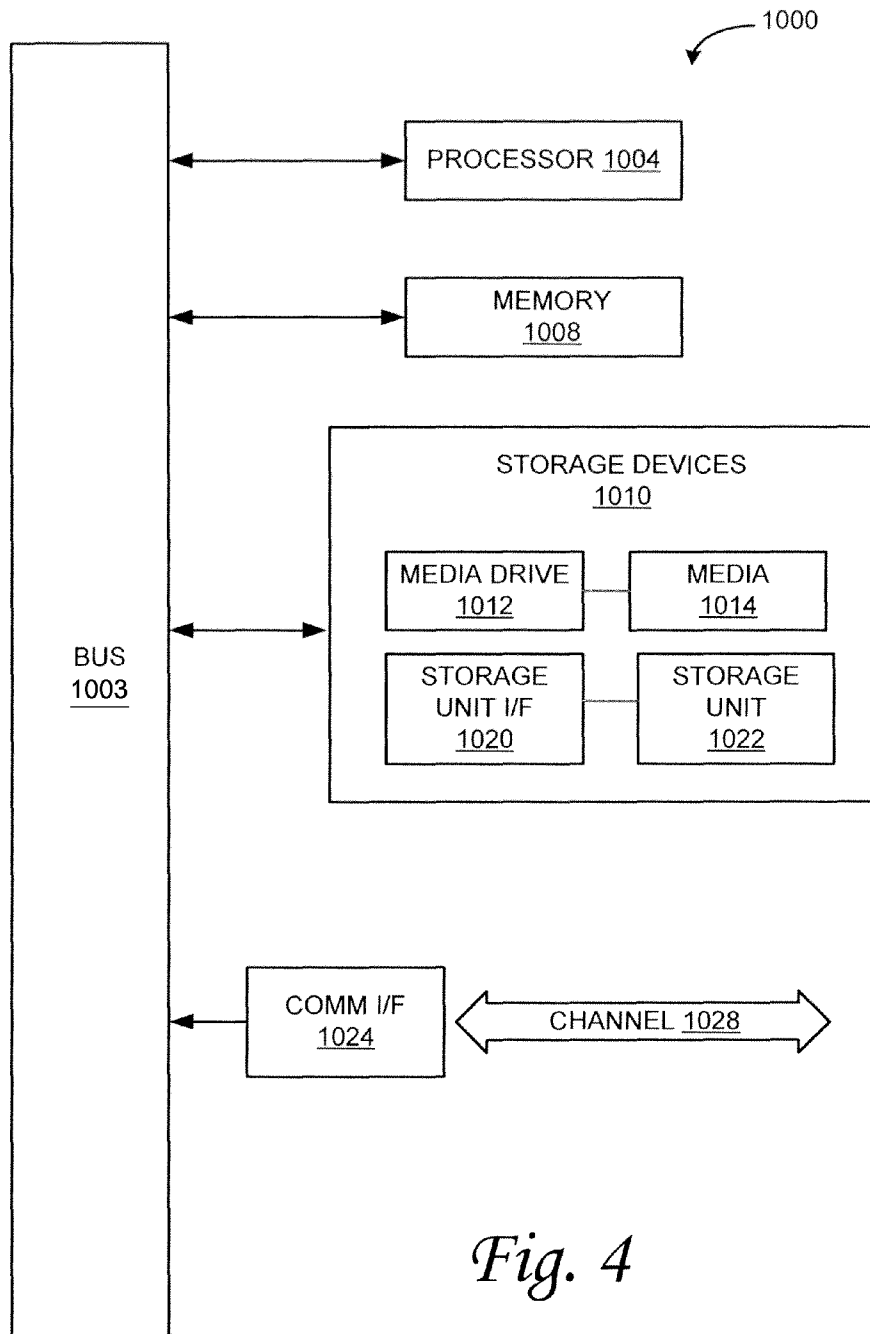 1000
PROCESSOR 1004
MEMORY
1008
STORAGE DEVICES
1010
MEDIA DRIVE
1012
MEDIA
1014
BUS
1003
STORAGE
UNIT I/F
1020
STORAGE
UNIT
1022
COMM I/F
1024
CHANNEL 1028
Fig. 4